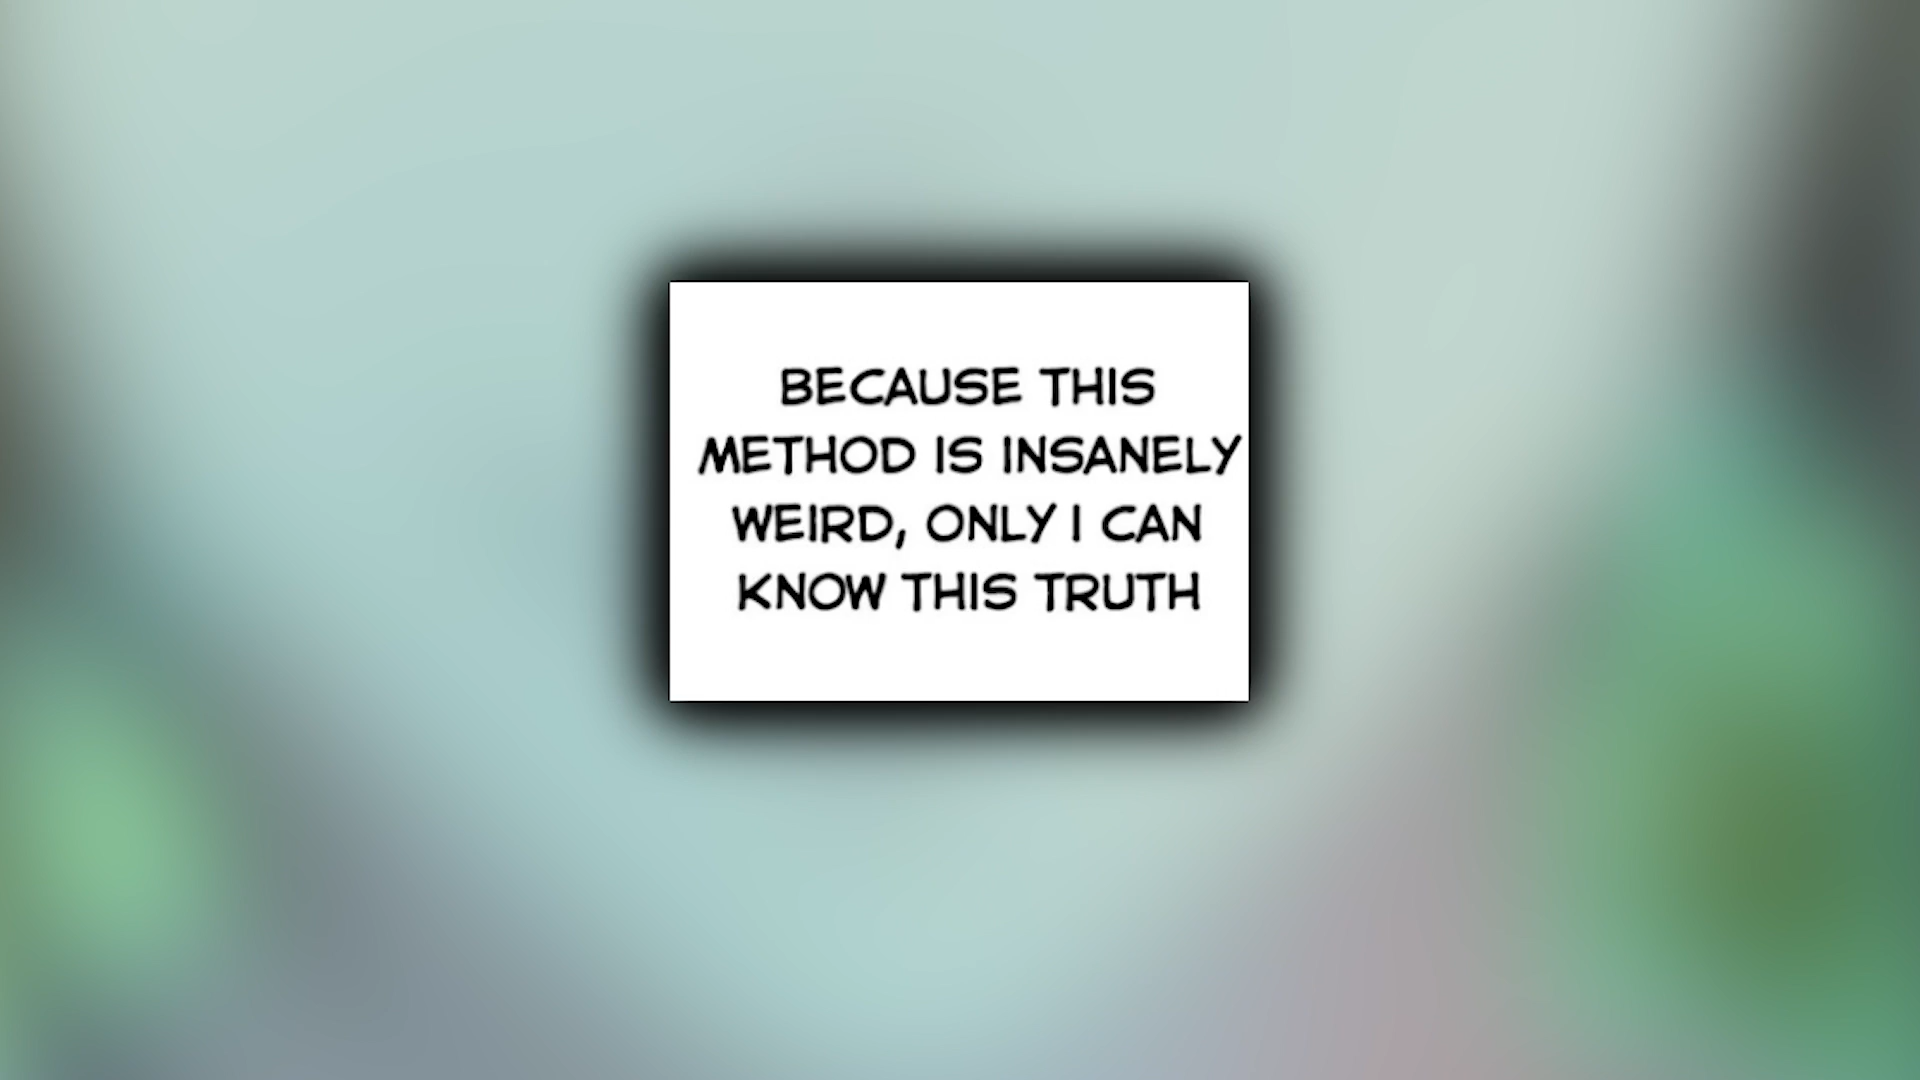 BECAUSE THIS
METHOD IS INSANELY
WEIRD, ONLY I CAN
KNOW THIS TRUTH